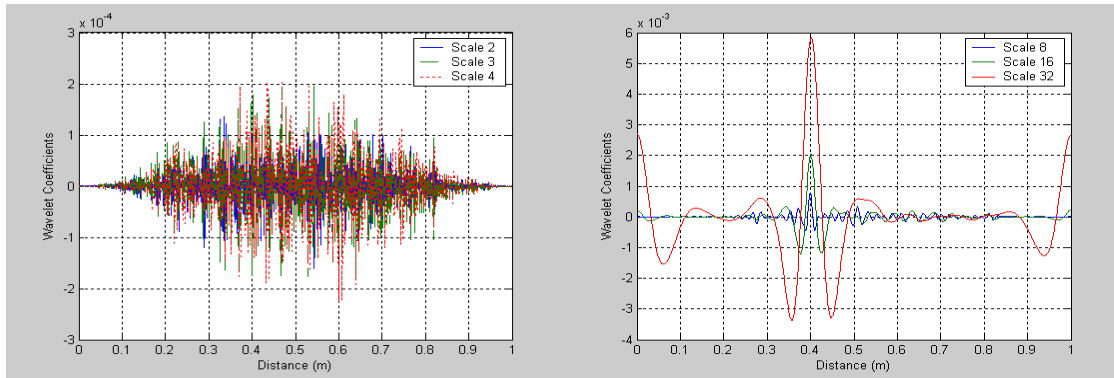 x 10⁻⁴
3
2
1
0
-1
-2
-3
Wavelet Coefficients
Scale 2
Scale 3
Scale 4
0 0.1 0.2 0.3 0.4 0.5 0.6 0.7 0.8 0.9 1
Distance (m)
x 10⁻³
6
5
4
3
2
1
0
-1
-2
-3
-4
Wavelet Coefficients
Scale 8
Scale 16
Scale 32
0 0.1 0.2 0.3 0.4 0.5 0.6 0.7 0.8 0.9 1
Distance (m)